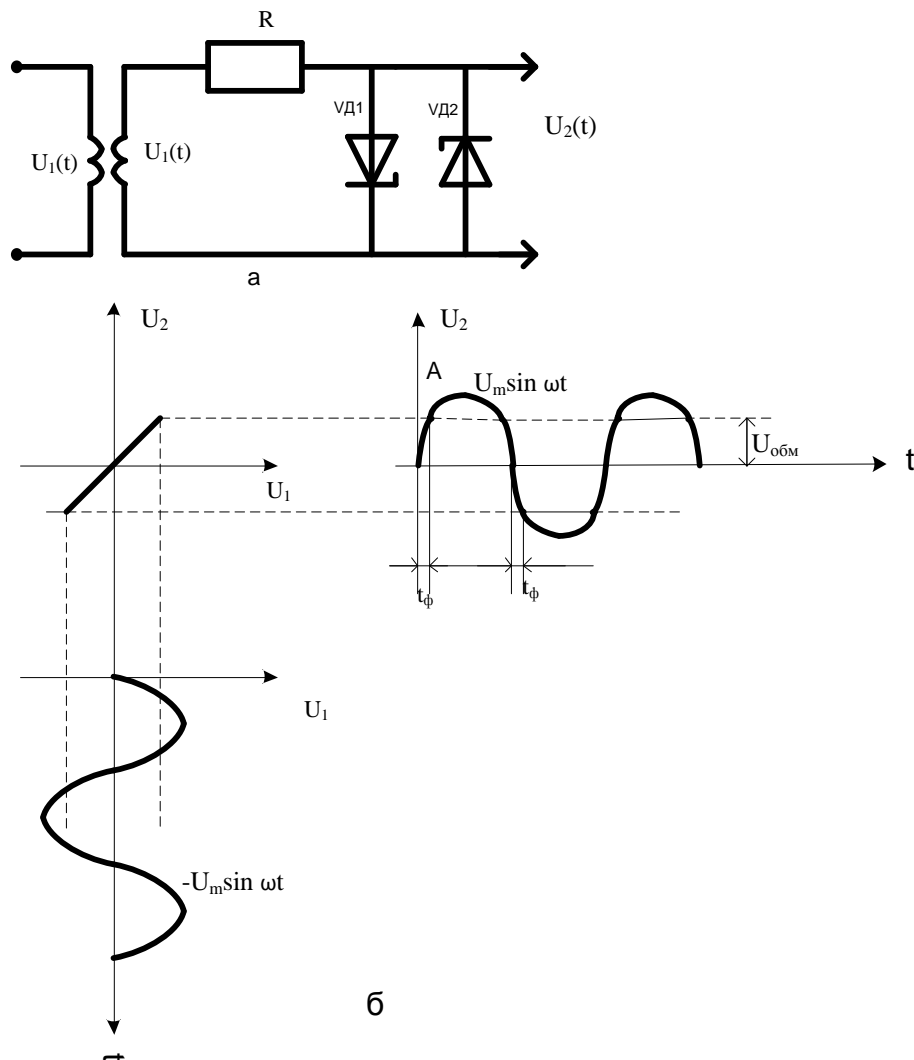 R
VД1
VД2
U₁(t)
U₁(t)
U₂(t)
а
U₂
U₂
А
Uₘsin ωt
Uобм
t
U₁
tф
tф
U₁
-Uₘsin ωt
б
t